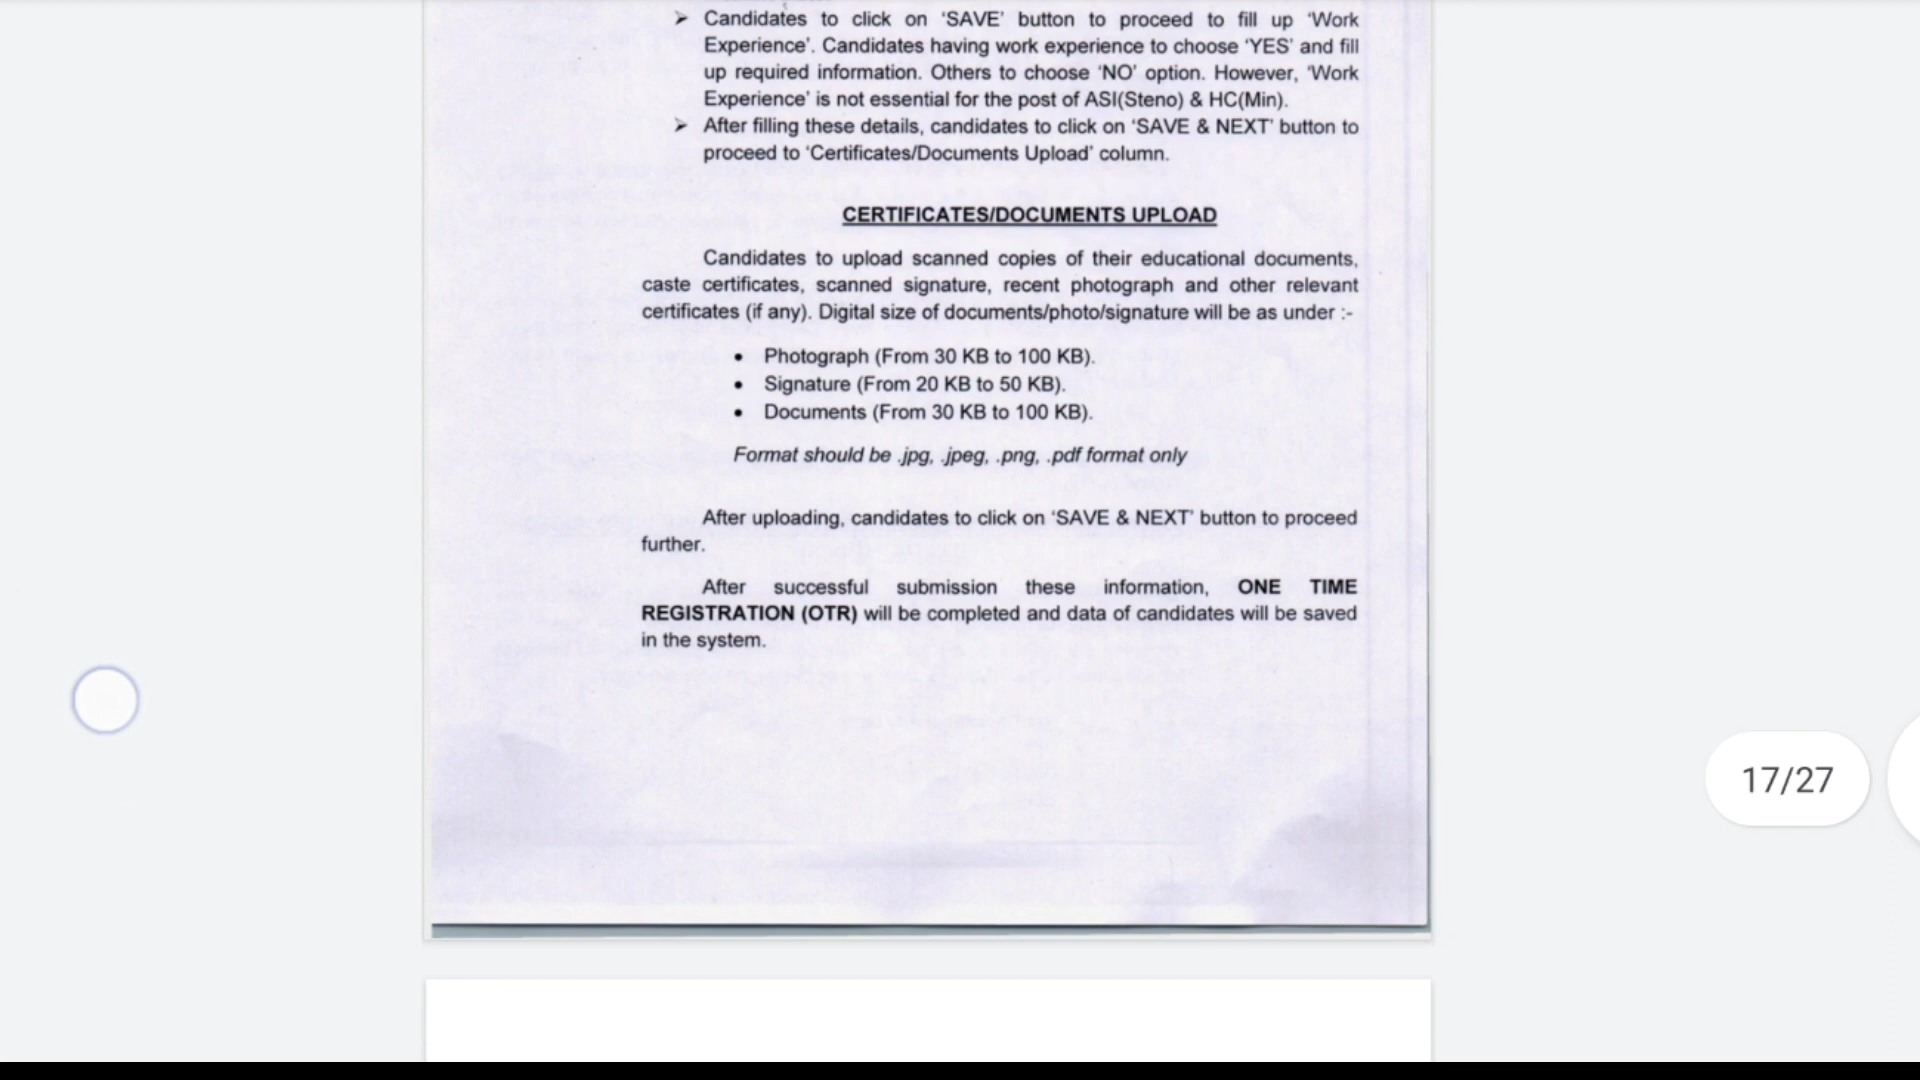 ➢ Candidates to click on ‘SAVE’ button to proceed to fill up ‘Work
Experience’. Candidates having work experience to choose ‘YES’ and fill
up required information. Others to choose ‘NO’ option. However, ‘Work
Experience’ is not essential for the post of ASI(Steno) & HC(Min).
➢ After filling these details, candidates to click on ‘SAVE & NEXT’ button to
proceed to ‘Certificates/Documents Upload’ column.
CERTIFICATES/DOCUMENTS UPLOAD
Candidates to upload scanned copies of their educational documents,
caste certificates, scanned signature, recent photograph and other relevant
certificates (if any). Digital size of documents/photo/signature will be as under :-
• Photograph (From 30 KB to 100 KB).
• Signature (From 20 KB to 50 KB).
• Documents (From 30 KB to 100 KB).
Format should be .jpg, .jpeg, .png, .pdf format only
After uploading, candidates to click on ‘SAVE & NEXT’ button to proceed
further.
After successful submission these information, ONE TIME
REGISTRATION (OTR) will be completed and data of candidates will be saved
in the system.
17/27